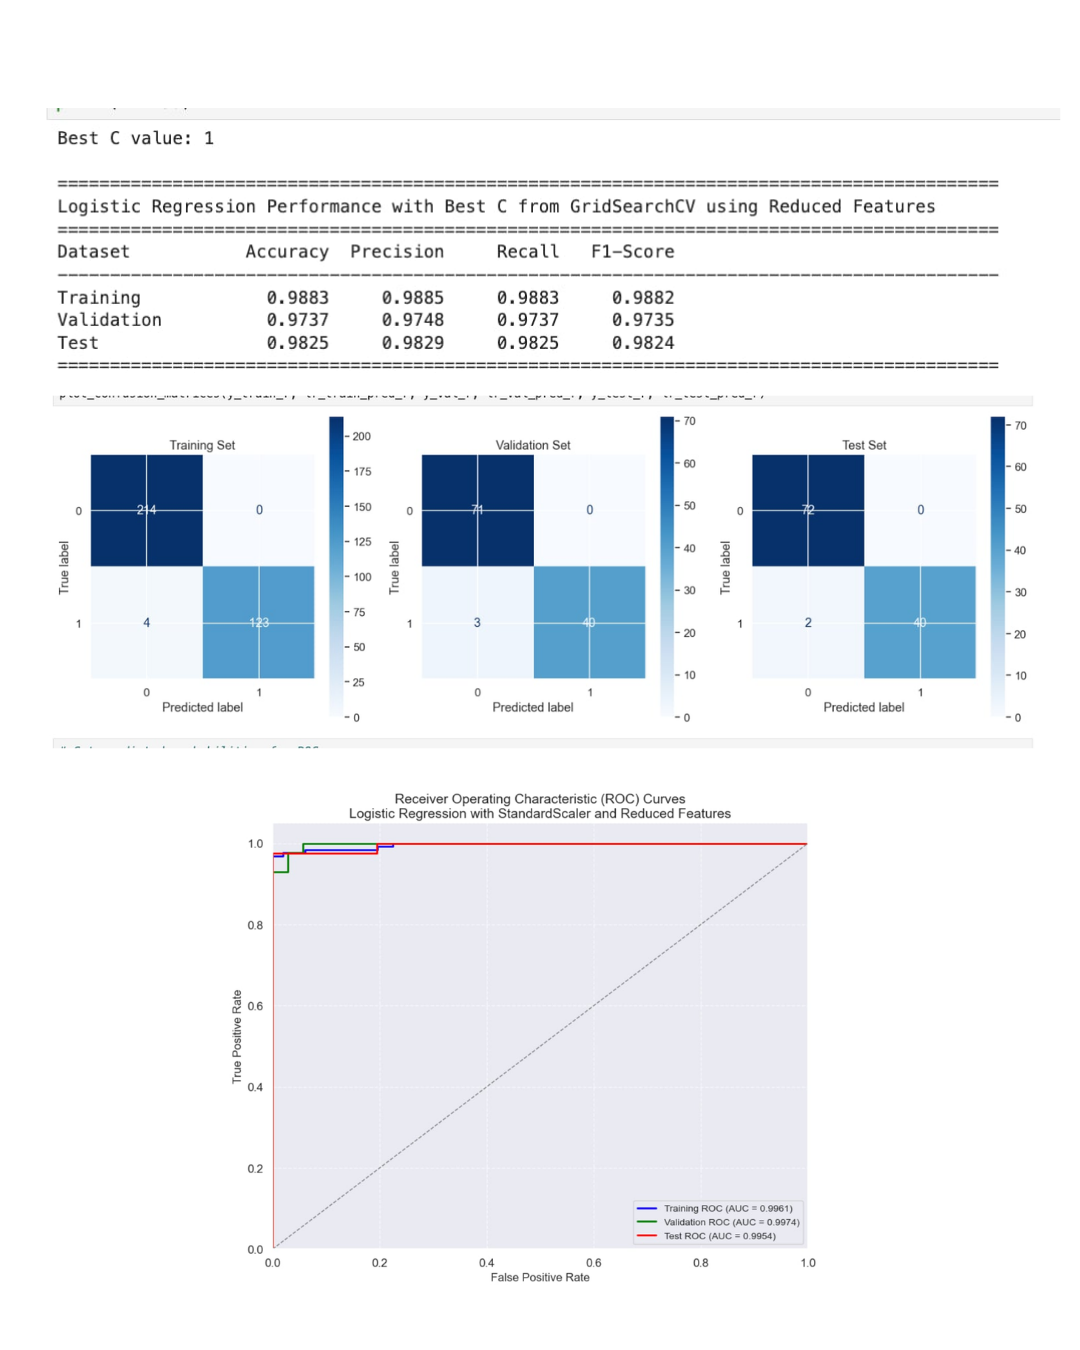 Best C value: 1
==========================================================================================
Logistic Regression Performance with Best C from GridSearchCV using Reduced Features
==========================================================================================
Dataset Accuracy Precision Recall F1-Score
------------------------------------------------------------------------------------------
Training 0.9883 0.9885 0.9883 0.9882
Validation 0.9737 0.9748 0.9737 0.9735
Test 0.9825 0.9829 0.9825 0.9824
==========================================================================================
Training Set
200
175
150
125
100
75
50
25
0
True label
0
1
214
0
4
123
0
1
Predicted label
Validation Set
70
60
50
40
30
20
10
0
True label
0
1
71
0
3
40
0
1
Predicted label
Test Set
70
60
50
40
30
20
10
0
True label
0
1
72
0
2
40
0
1
Predicted label
Receiver Operating Characteristic (ROC) Curves
Logistic Regression with StandardScaler and Reduced Features
1.0
0.8
0.6
0.4
0.2
0.0
True Positive Rate
Training ROC (AUC = 0.9961)
Validation ROC (AUC = 0.9974)
Test ROC (AUC = 0.9954)
0.0
0.2
0.4
0.6
0.8
1.0
False Positive Rate